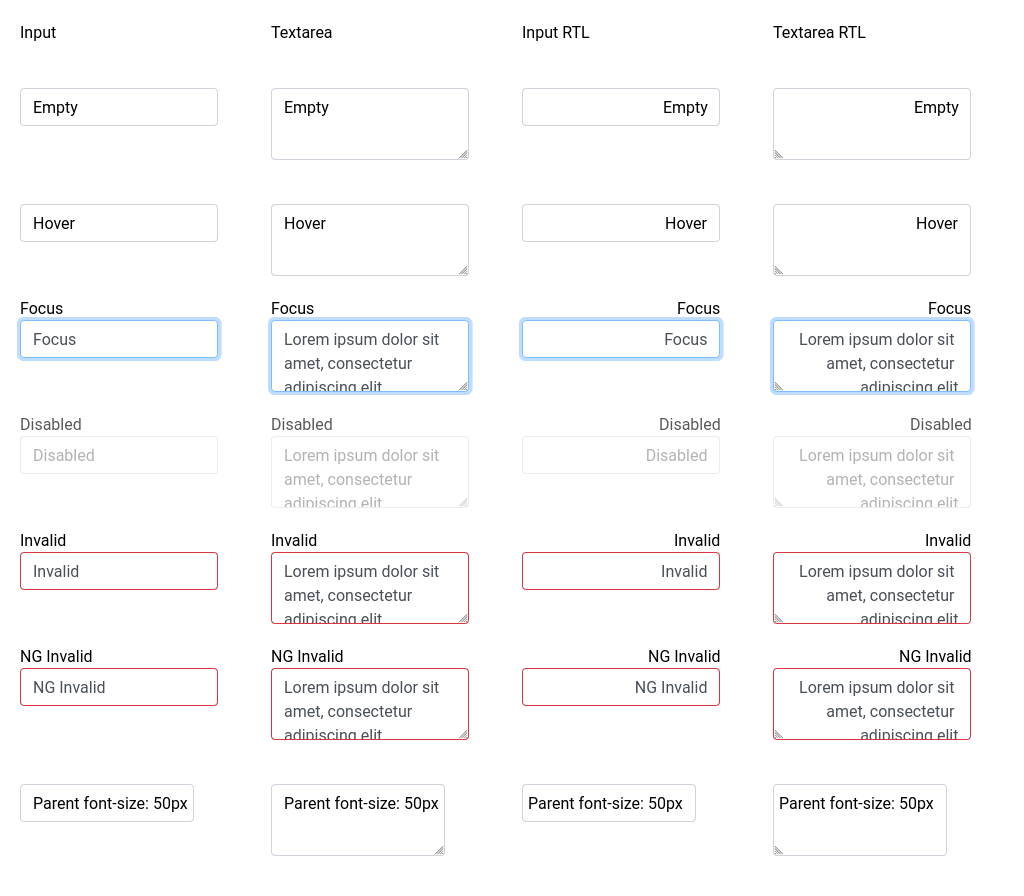 Input
Textarea
Input RTL
Textarea RTL
Empty
Empty
Empty
Empty
Hover
Hover
Hover
Hover
Focus
Focus
Focus
Focus
Focus
Lorem ipsum dolor sit
amet, consectetur
adipiscing elit
Focus
Lorem ipsum dolor sit
amet, consectetur
adipiscing elit
Disabled
Disabled
Disabled
Disabled
Disabled
Lorem ipsum dolor sit
amet, consectetur
adipiscing elit
Disabled
Lorem ipsum dolor sit
amet, consectetur
adipiscing elit
Invalid
Invalid
Invalid
Invalid
Invalid
Lorem ipsum dolor sit
amet, consectetur
adipiscing elit
Invalid
Lorem ipsum dolor sit
amet, consectetur
adipiscing elit
NG Invalid
NG Invalid
NG Invalid
NG Invalid
NG Invalid
Lorem ipsum dolor sit
amet, consectetur
adipiscing elit
NG Invalid
Lorem ipsum dolor sit
amet, consectetur
adipiscing elit
Parent font-size: 50px
Parent font-size: 50px
Parent font-size: 50px
Parent font-size: 50px